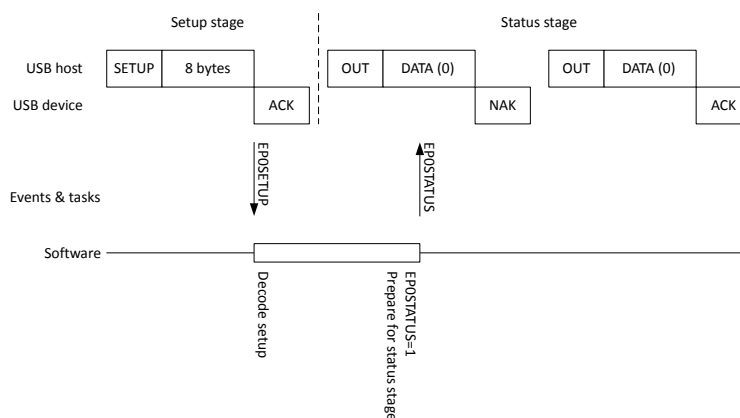 Setup stage
Status stage
USB host
SETUP
8 bytes
OUT
DATA (0)
OUT
DATA (0)
USB device
ACK
NAK
ACK
EP0SETUP
EP0STATUS
Events & tasks
Software
Decode setup
EP0STATUS=1
Prepare for status stage